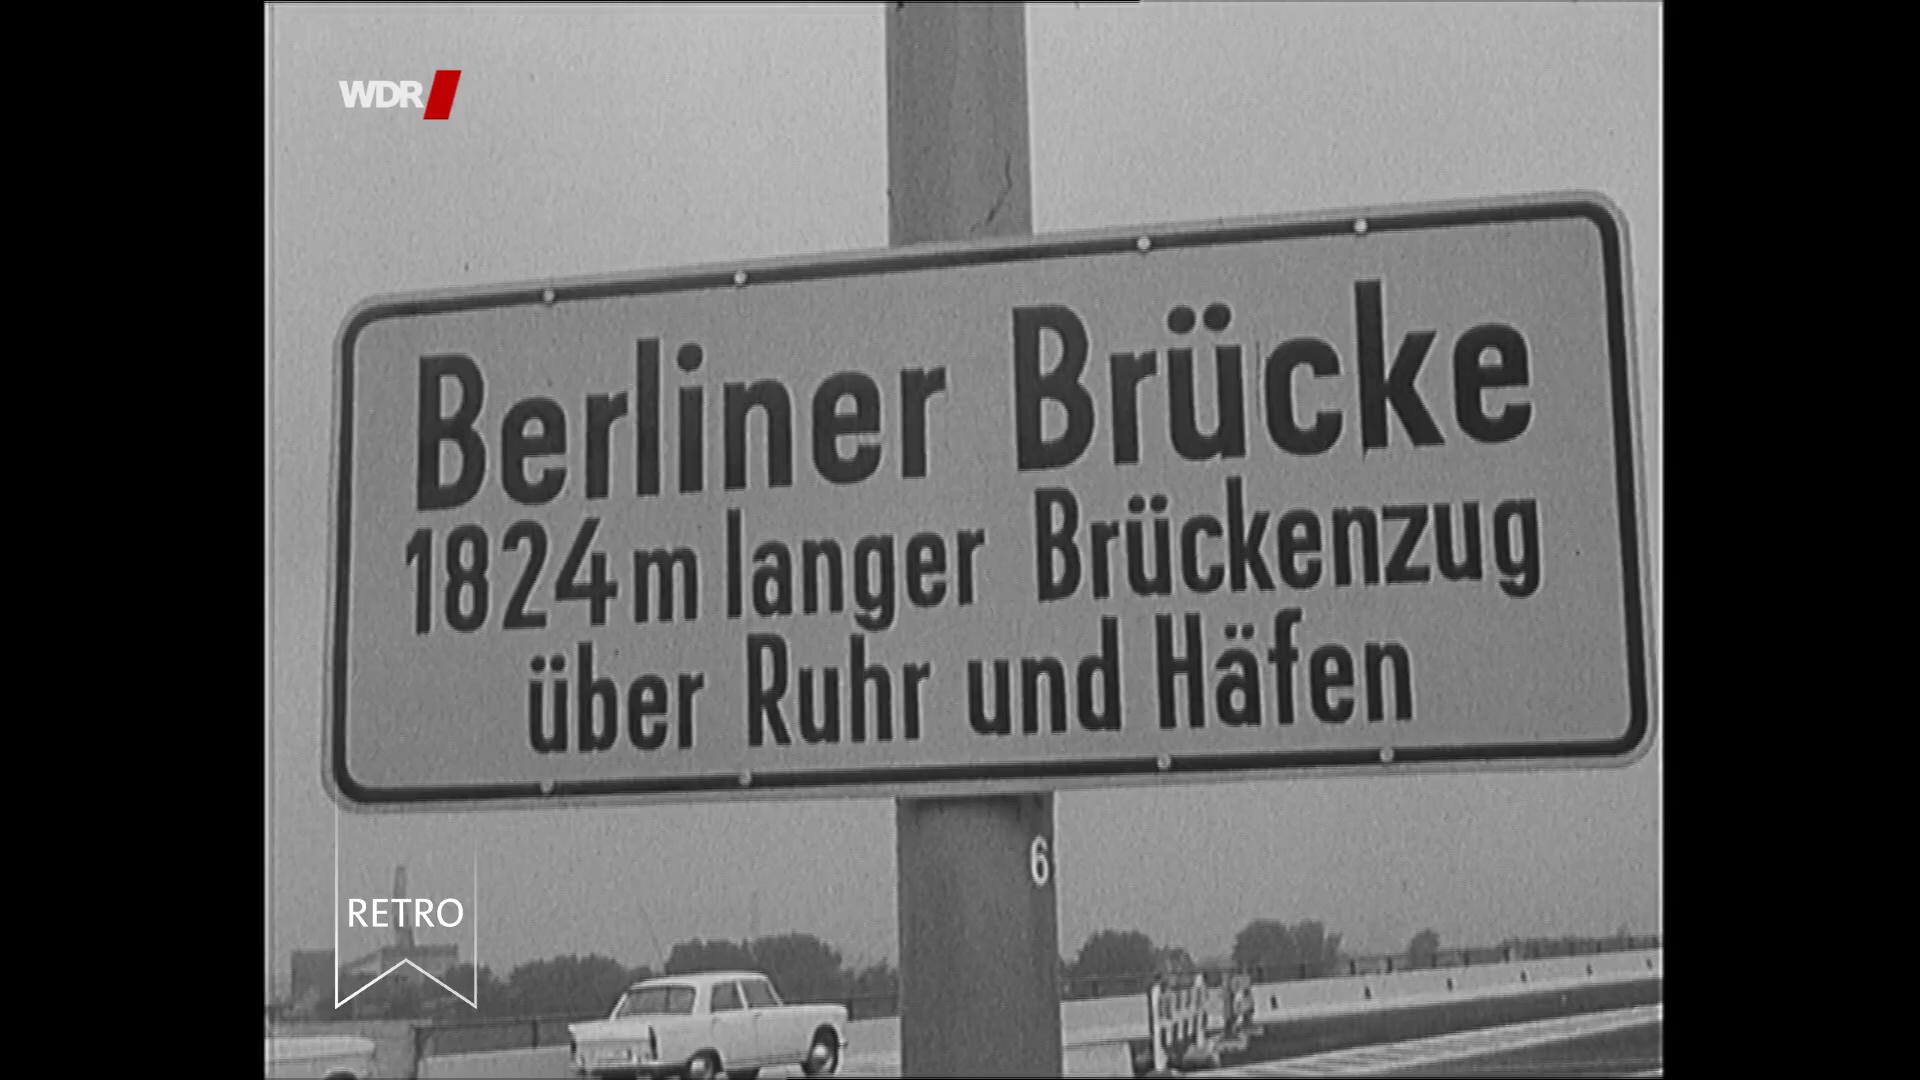 WDR
Berliner Brücke
1824m langer Brückenzug
über Ruhr und Häfen
6
RETRO